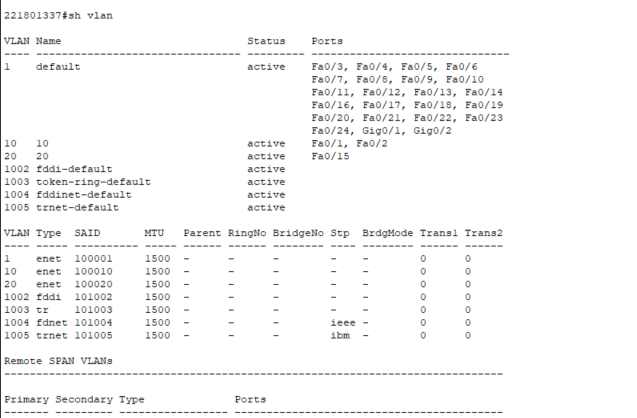 221801337#sh vlan
VLAN Name                             Status    Ports
---- -------------------------------- --------- -------------------------------
1    default                          active    Fa0/3, Fa0/4, Fa0/5, Fa0/6
                                                Fa0/7, Fa0/8, Fa0/9, Fa0/10
                                                Fa0/11, Fa0/12, Fa0/13, Fa0/14
                                                Fa0/16, Fa0/17, Fa0/18, Fa0/19
                                                Fa0/20, Fa0/21, Fa0/22, Fa0/23
                                                Fa0/24, Gig0/1, Gig0/2
10   10                               active    Fa0/1, Fa0/2
20   20                               active    Fa0/15
1002 fddi-default                     active
1003 token-ring-default               active
1004 fddinet-default                  active
1005 trnet-default                    active
VLAN Type  SAID       MTU   Parent RingNo BridgeNo Stp  BrdgMode Trans1 Trans2
---- ----- ---------- ----- ------ ------ -------- ---- -------- ------ ------
1    enet  100001     1500  -      -      -        -    -        0      0
10   enet  100010     1500  -      -      -        -    -        0      0
20   enet  100020     1500  -      -      -        -    -        0      0
1002 fddi  101002     1500  -      -      -        -    -        0      0
1003 tr    101003     1500  -      -      -        -    -        0      0
1004 fdnet 101004     1500  -      -      -        ieee -        0      0
1005 trnet 101005     1500  -      -      -        ibm  -        0      0
Remote SPAN VLANs
------------------------------------------------------------------------------
Primary Secondary Type              Ports
------- --------- ----------------- ------------------------------------------